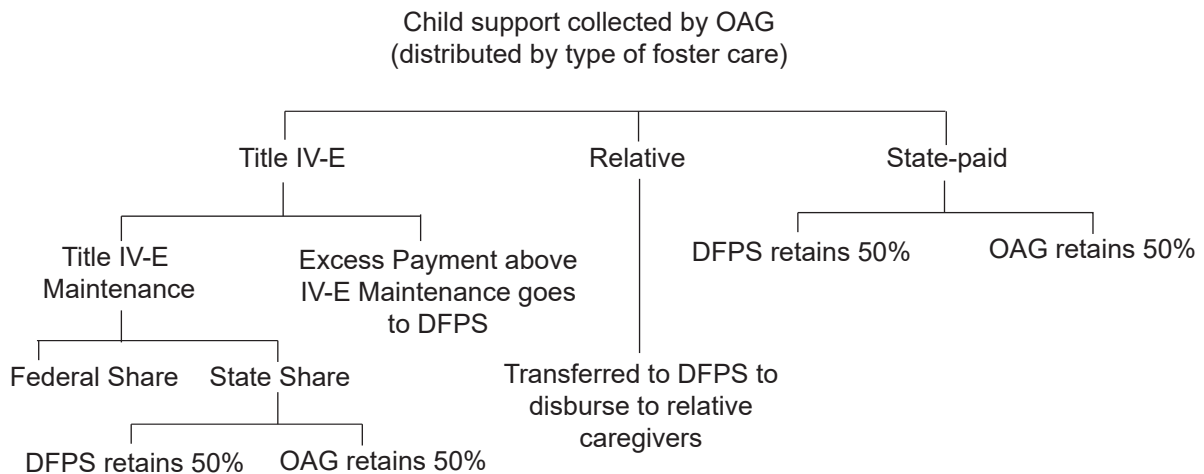 Child support collected by OAG
(distributed by type of foster care)
Title IV-E
Relative
State-paid
Title IV-E
Maintenance
Excess Payment above
IV-E Maintenance goes
to DFPS
DFPS retains 50%
OAG retains 50%
Federal Share
State Share
Transferred to DFPS to
disburse to relative
caregivers
DFPS retains 50%
OAG retains 50%